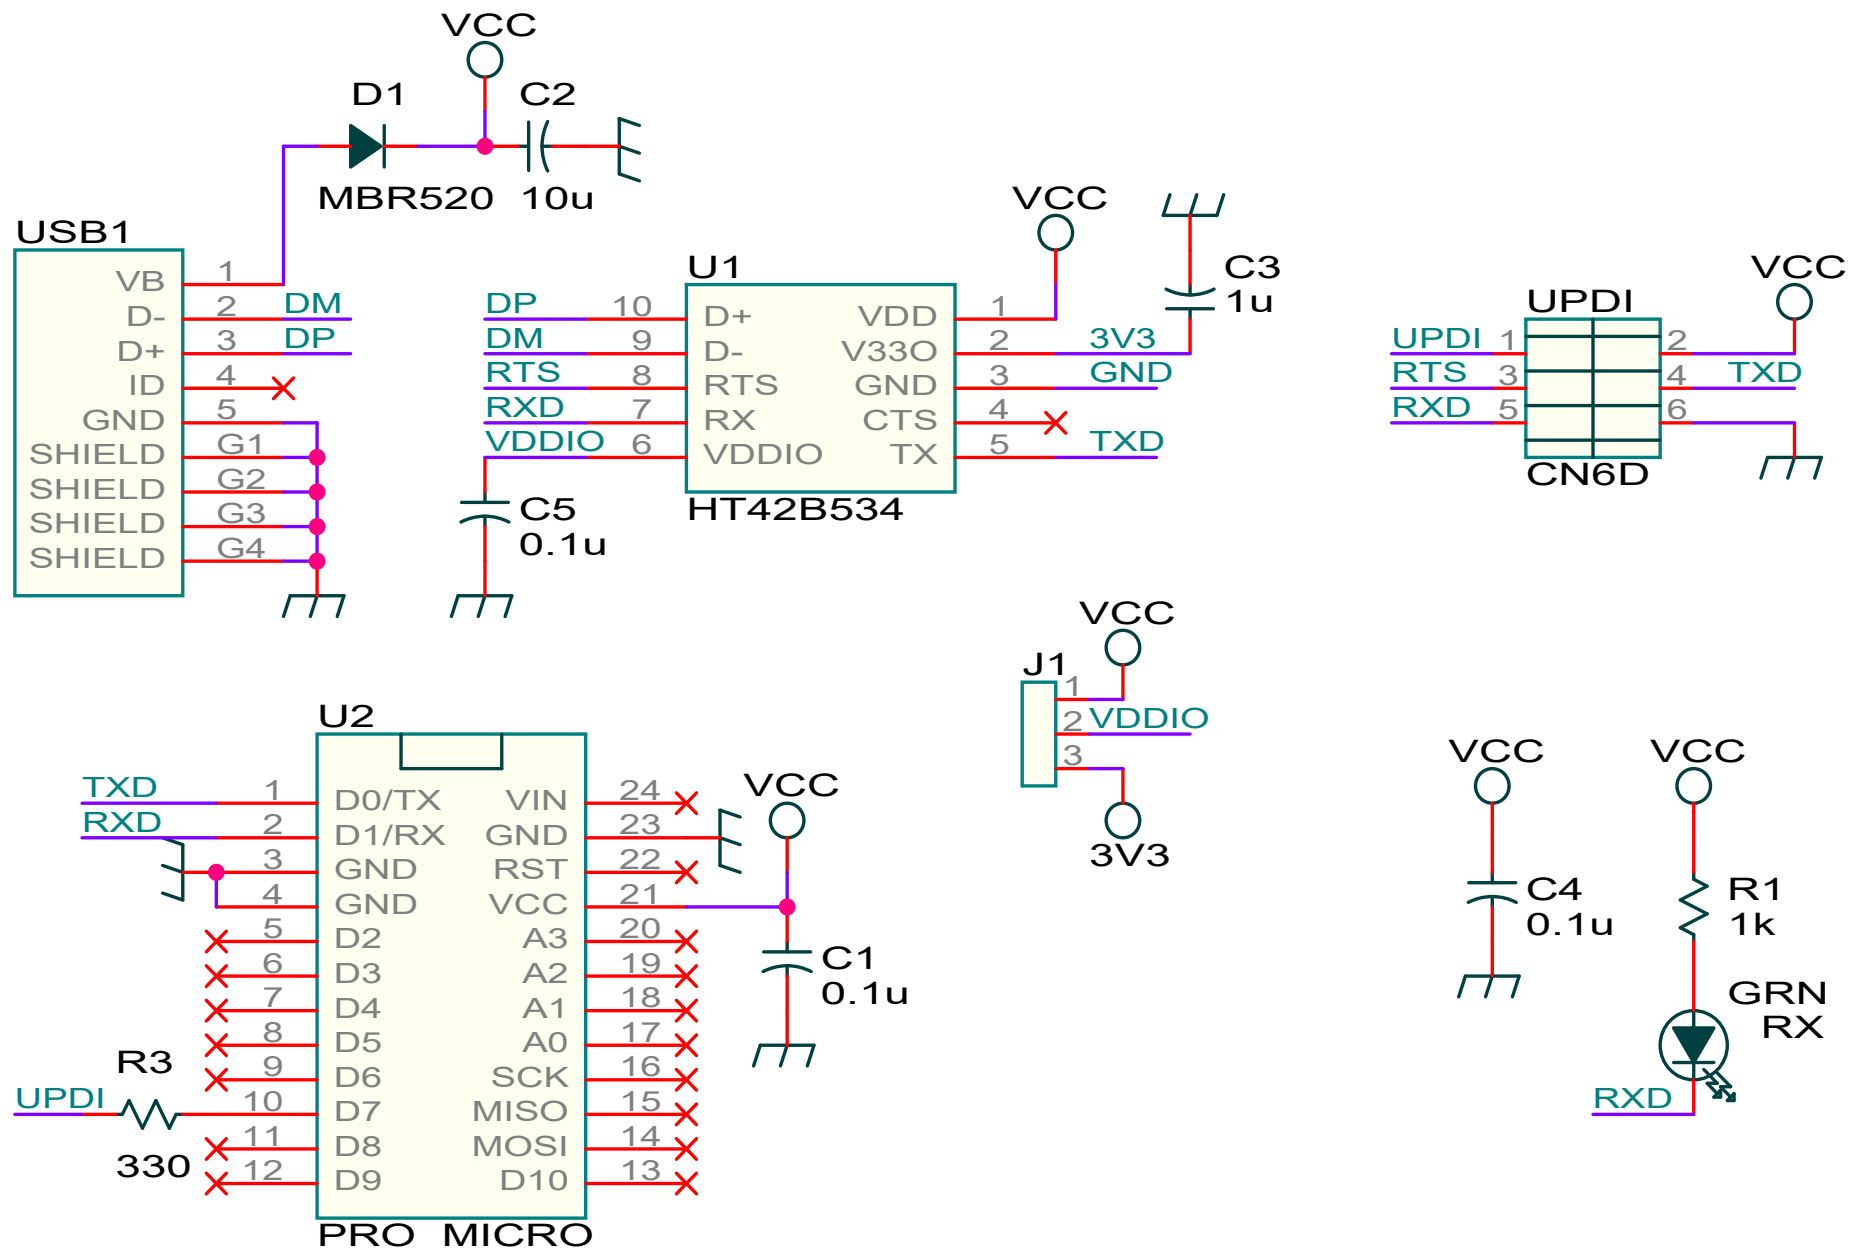 VCC
D1
C2
MBR520
10u
USB1
VB 1
D- 2 DM
D+ 3 DP
ID 4
GND 5
SHIELD G1
SHIELD G2
SHIELD G3
SHIELD G4
VCC
C3
1u
U1
DP 10 D+ VDD 1
DM 9 D- V33O 2 3V3
RTS 8 RTS GND 3 GND
RXD 7 RX CTS 4
VDDIO 6 VDDIO TX 5 TXD
HT42B534
C5
0.1u
VCC
UPDI
UPDI 1 2
RTS 3 4 TXD
RXD 5 6
CN6D
VCC
J1
1
2 VDDIO
3
3V3
U2
TXD 1 D0/TX VIN 24
RXD 2 D1/RX GND 23
3 GND RST 22
4 GND VCC 21
5 D2 A3 20
6 D3 A2 19
7 D4 A1 18
8 D5 A0 17
9 D6 SCK 16
UPDI 10 D7 MISO 15
11 D8 MOSI 14
12 D9 D10 13
PRO MICRO
R3
330
VCC
C1
0.1u
VCC
C4
0.1u
VCC
R1
1k
GRN
RX
RXD